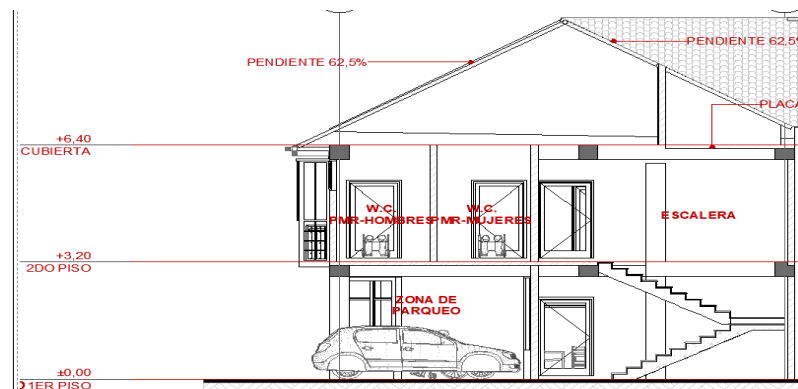 PENDIENTE 62,5%
PENDIENTE 62,5%
PLACA
+6,40
CUBIERTA
W.C.
PMR-HOMBRES
W.C.
PMR-MUJERES
ESCALERA
+3,20
2DO PISO
ZONA DE
PARQUEO
±0,00
1ER PISO